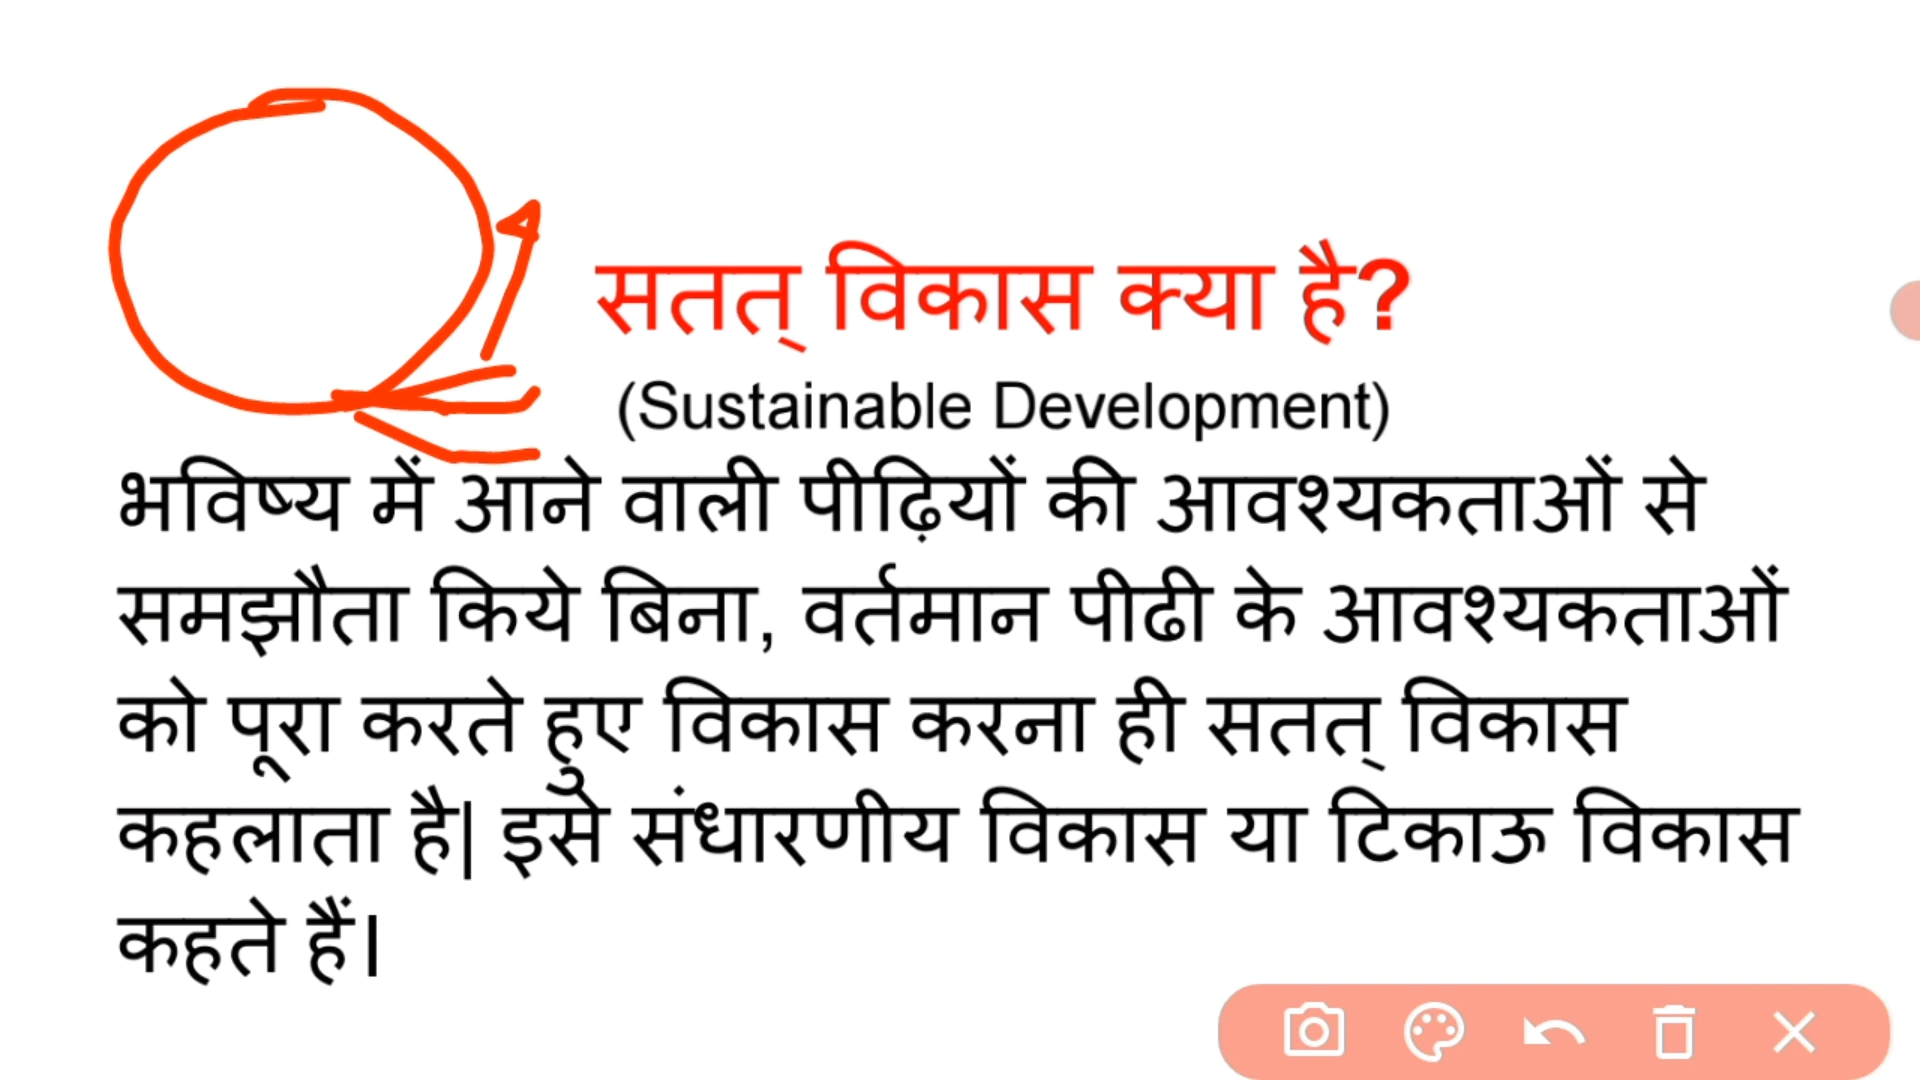 सतत् विकास क्या है?
(Sustainable Development)
भविष्य में आने वाली पीढ़ियों की आवश्यकताओं से
समझौता किये बिना, वर्तमान पीढी के आवश्यकताओं
को पूरा करते हुए विकास करना ही सतत् विकास
कहलाता है| इसे संधारणीय विकास या टिकाऊ विकास
कहते हैं।